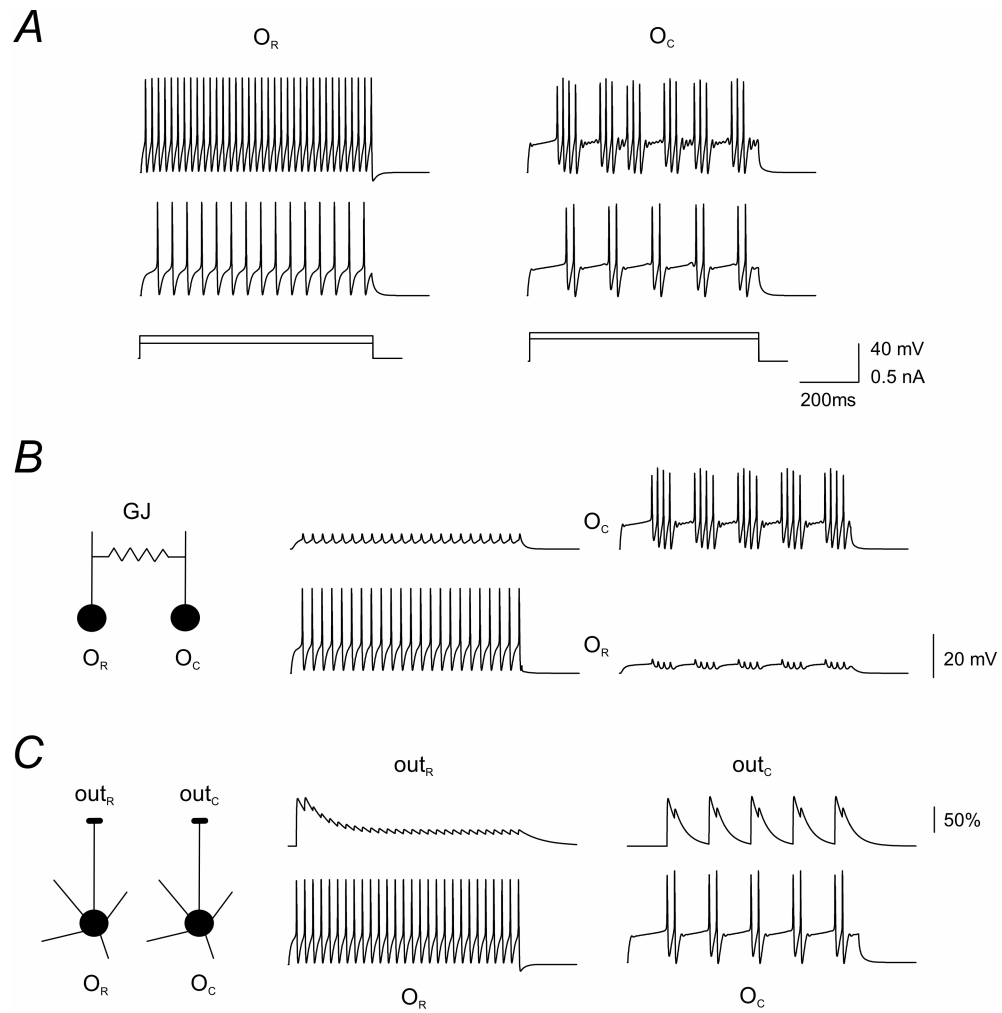 A
O_R
O_C
40 mV
0.5 nA
200ms
B
GJ
O_C
O_R
O_R
O_C
20 mV
C
out_R
out_C
out_R
out_C
50%
O_R
O_C
O_R
O_C